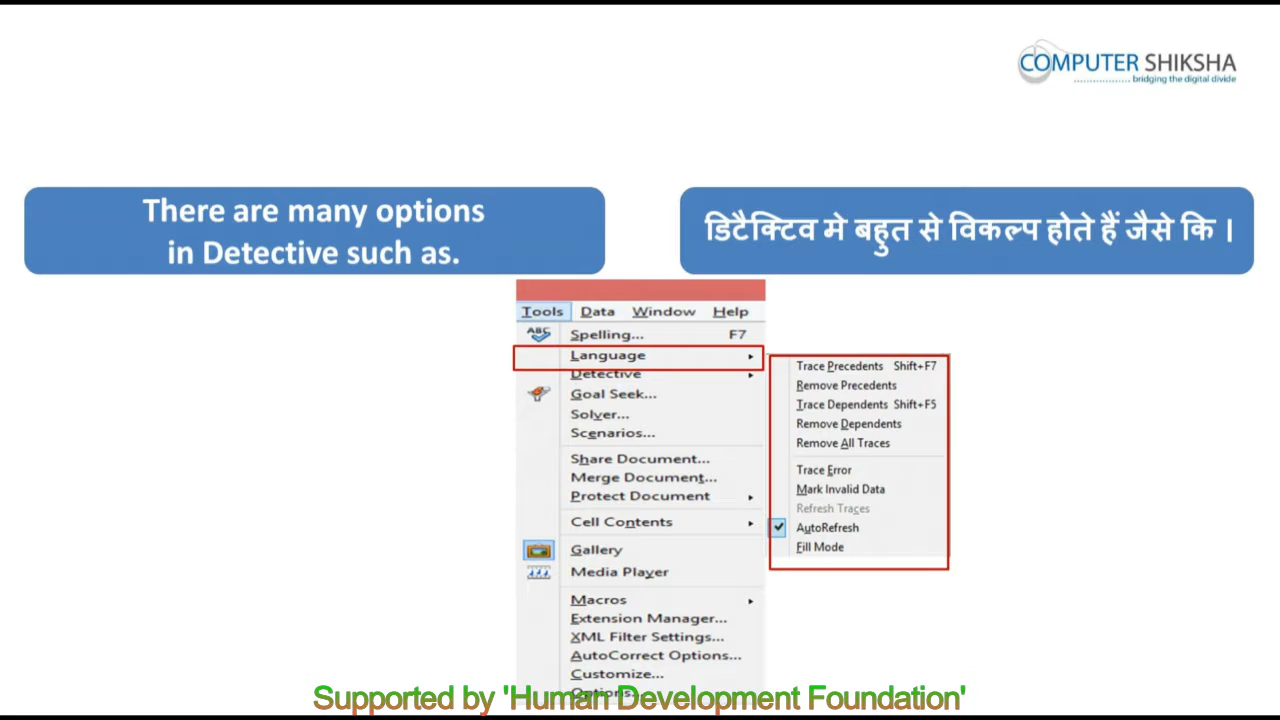 COMPUTER SHIKSHA
bridging the digital divide
There are many options
in Detective such as.
डिटैक्टिव मे बहुत से विकल्प होते हैं जैसे कि ।
Tools Data Window Help
ABC Spelling... F7
Language
Detective
Goal Seek...
Solver...
Scenarios...
Share Document...
Merge Document...
Protect Document
Cell Contents
Gallery
Media Player
Macros
Extension Manager...
XML Filter Settings...
AutoCorrect Options...
Customize...
Options...
Trace Precedents Shift+F7
Remove Precedents
Trace Dependents Shift+F5
Remove Dependents
Remove All Traces
Trace Error
Mark Invalid Data
Refresh Traces
AutoRefresh
Fill Mode
Supported by 'Human Development Foundation'